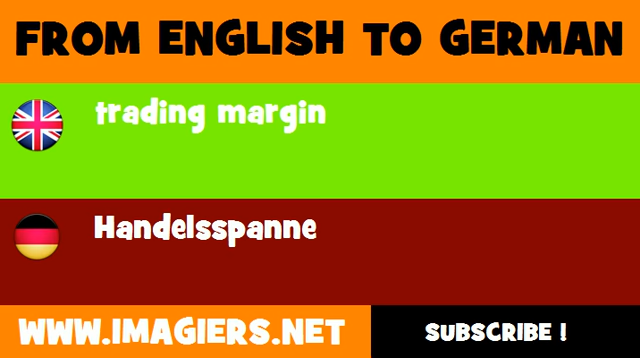 FROM ENGLISH TO GERMAN
trading margin
Handelsspanne
WWW.IMAGIERS.NET
SUBSCRIBE !